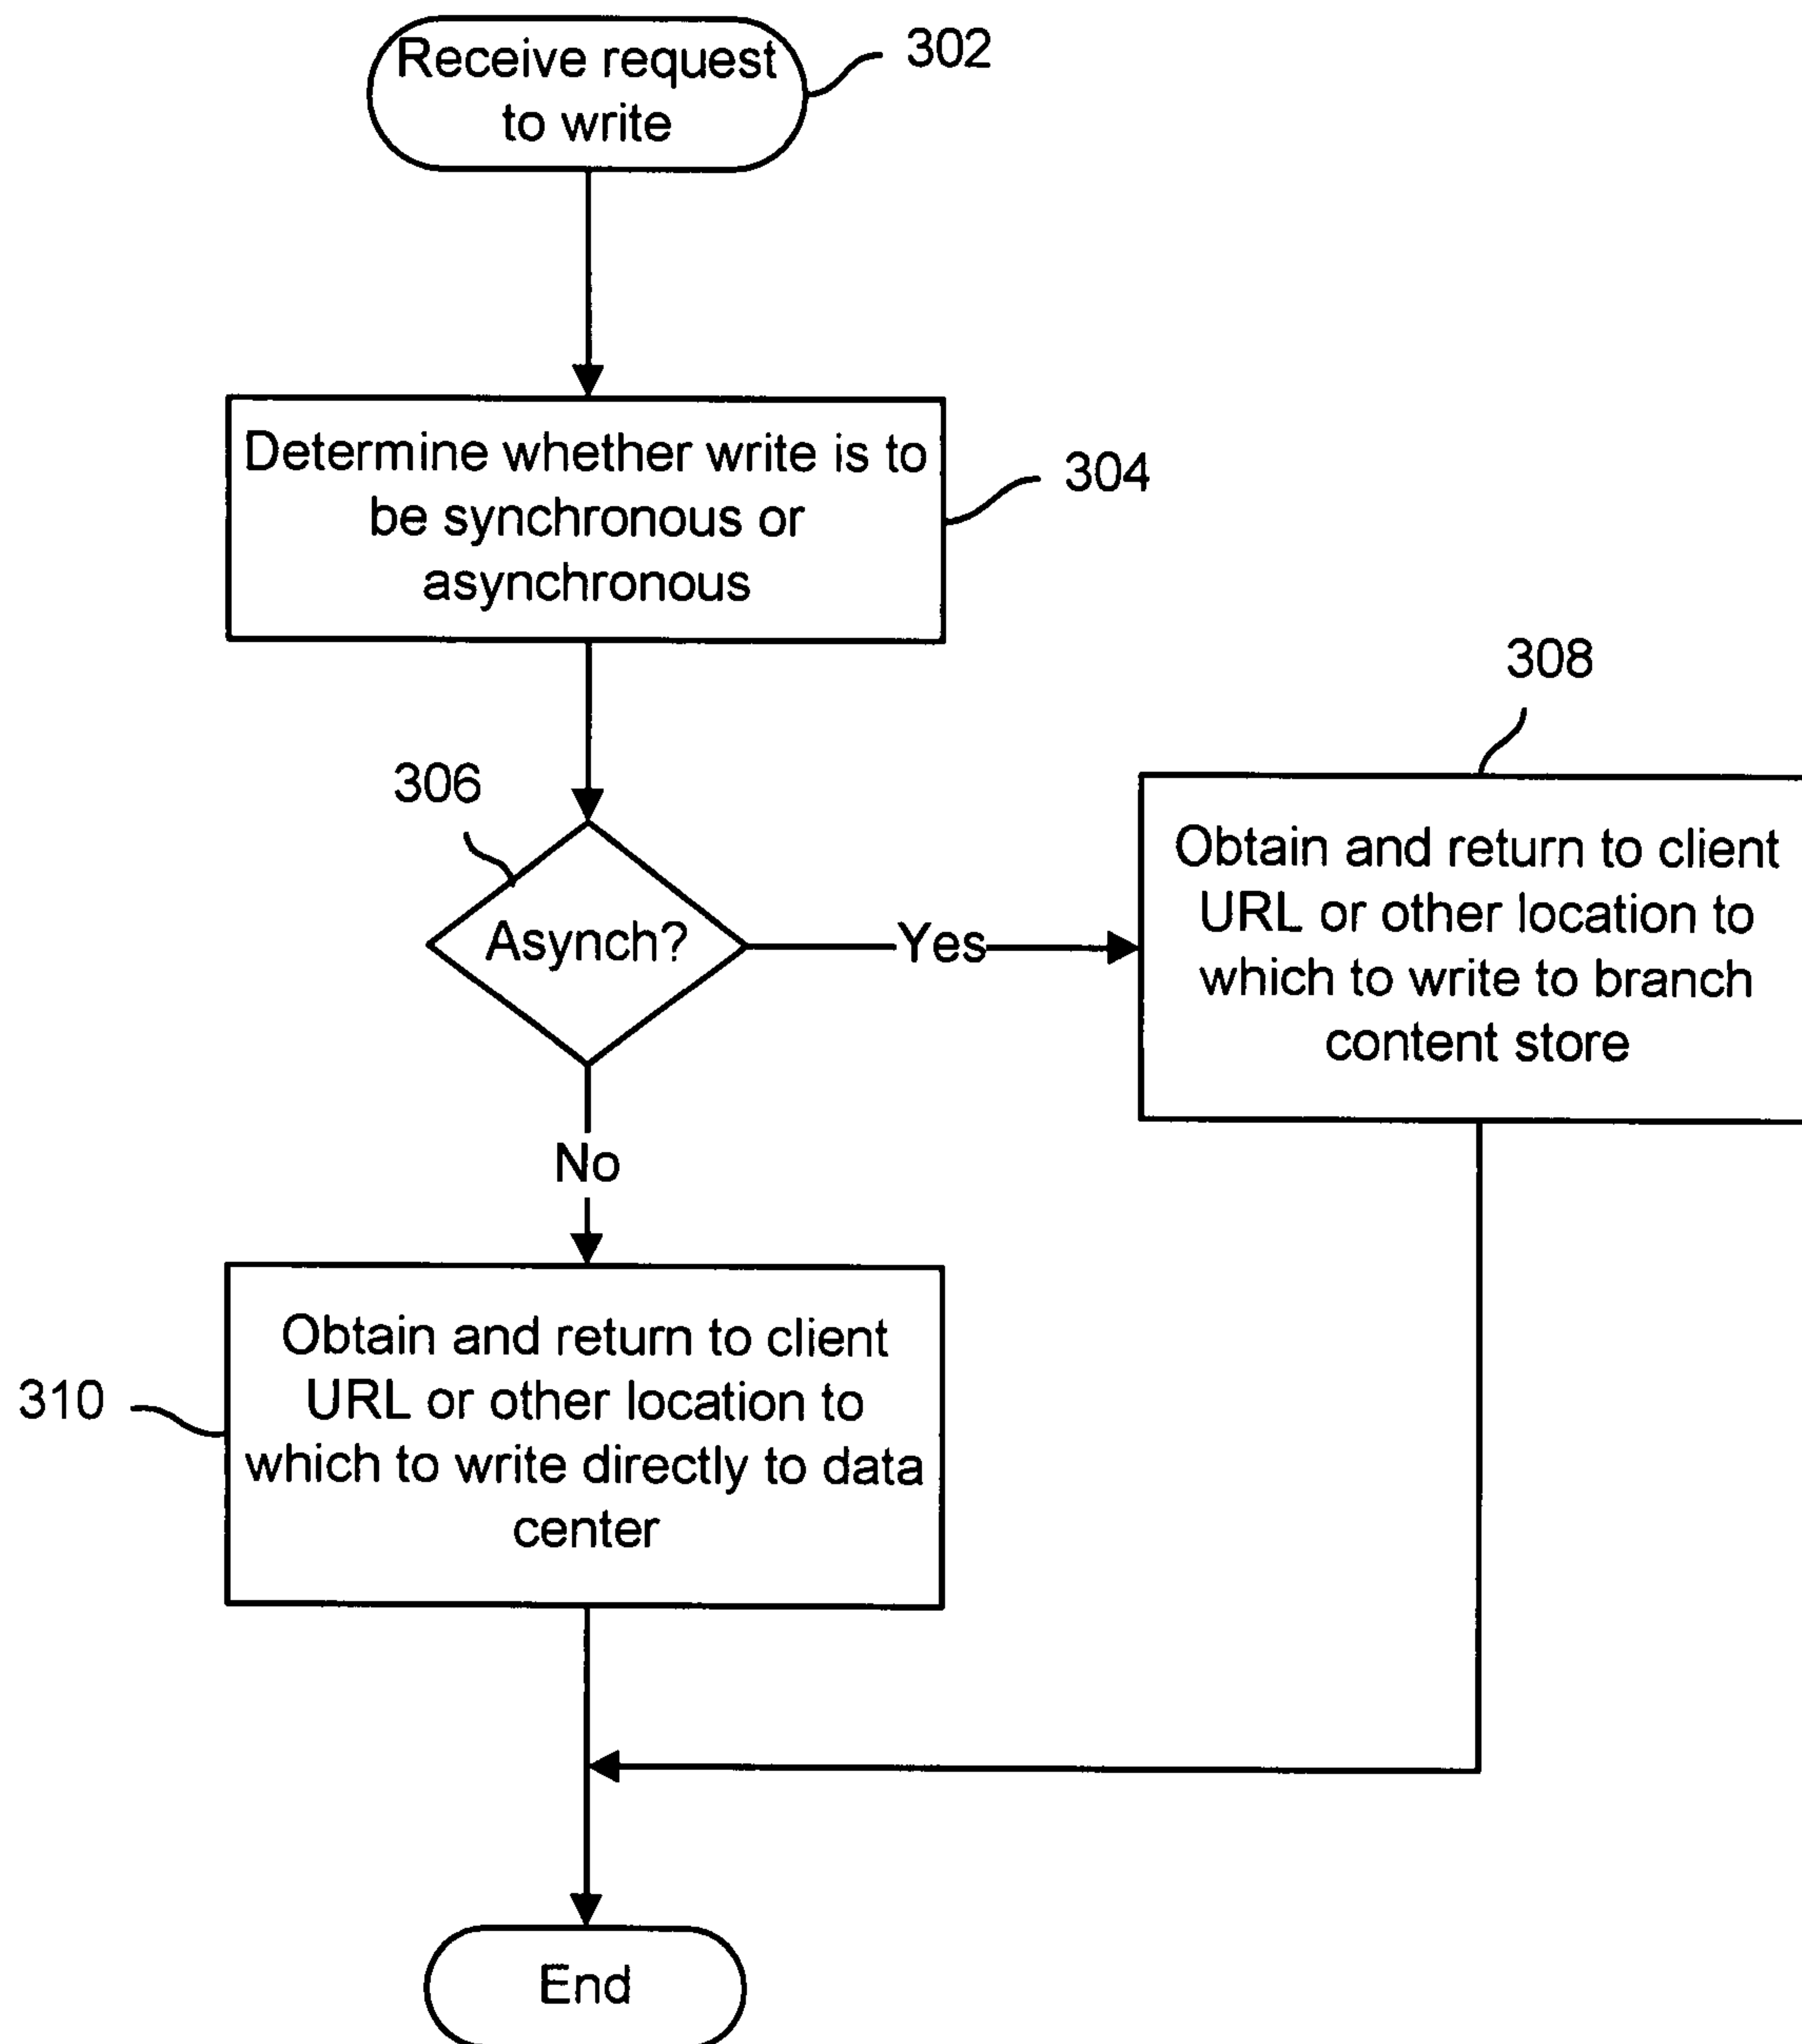 Receive request
to write
302
Determine whether write is to
be synchronous or
asynchronous
304
306
Asynch?
Yes
308
Obtain and return to client
URL or other location to
which to write to branch
content store
No
310
Obtain and return to client
URL or other location to
which to write directly to data
center
End